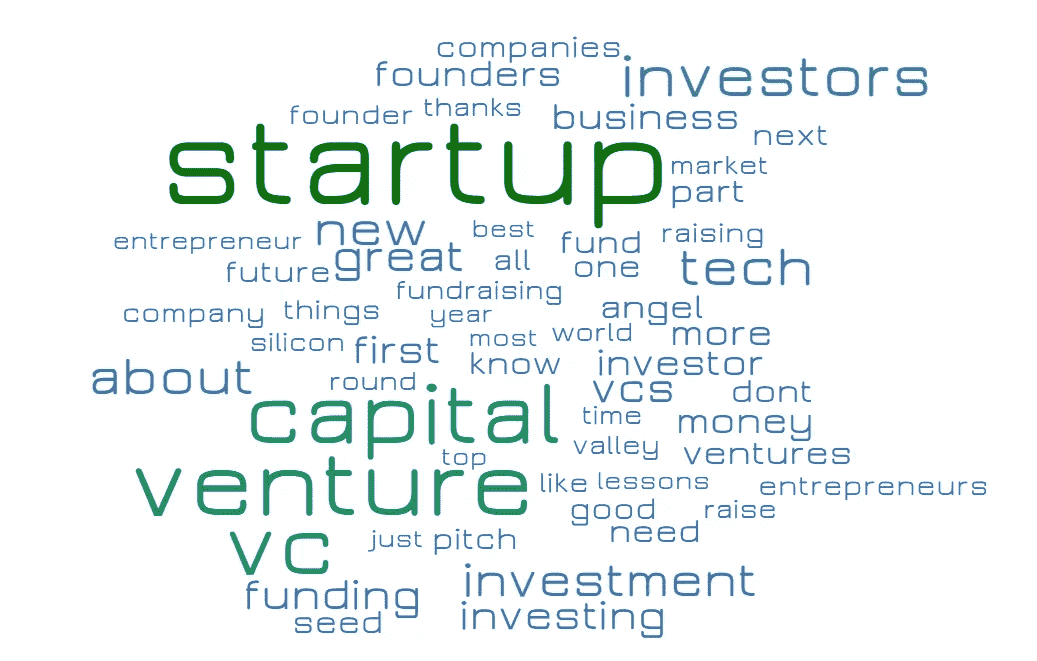 companies
founders investors
founder thanks business
next
startup market
part
entrepreneur new best fund raising
future great all one tech
fundraising
company things year angel
silicon first most world more
know investor
about round vcs dont
capital time money
valley ventures
top
venture like lessons entrepreneurs
good raise
need
vc just pitch
funding investment
seed investing